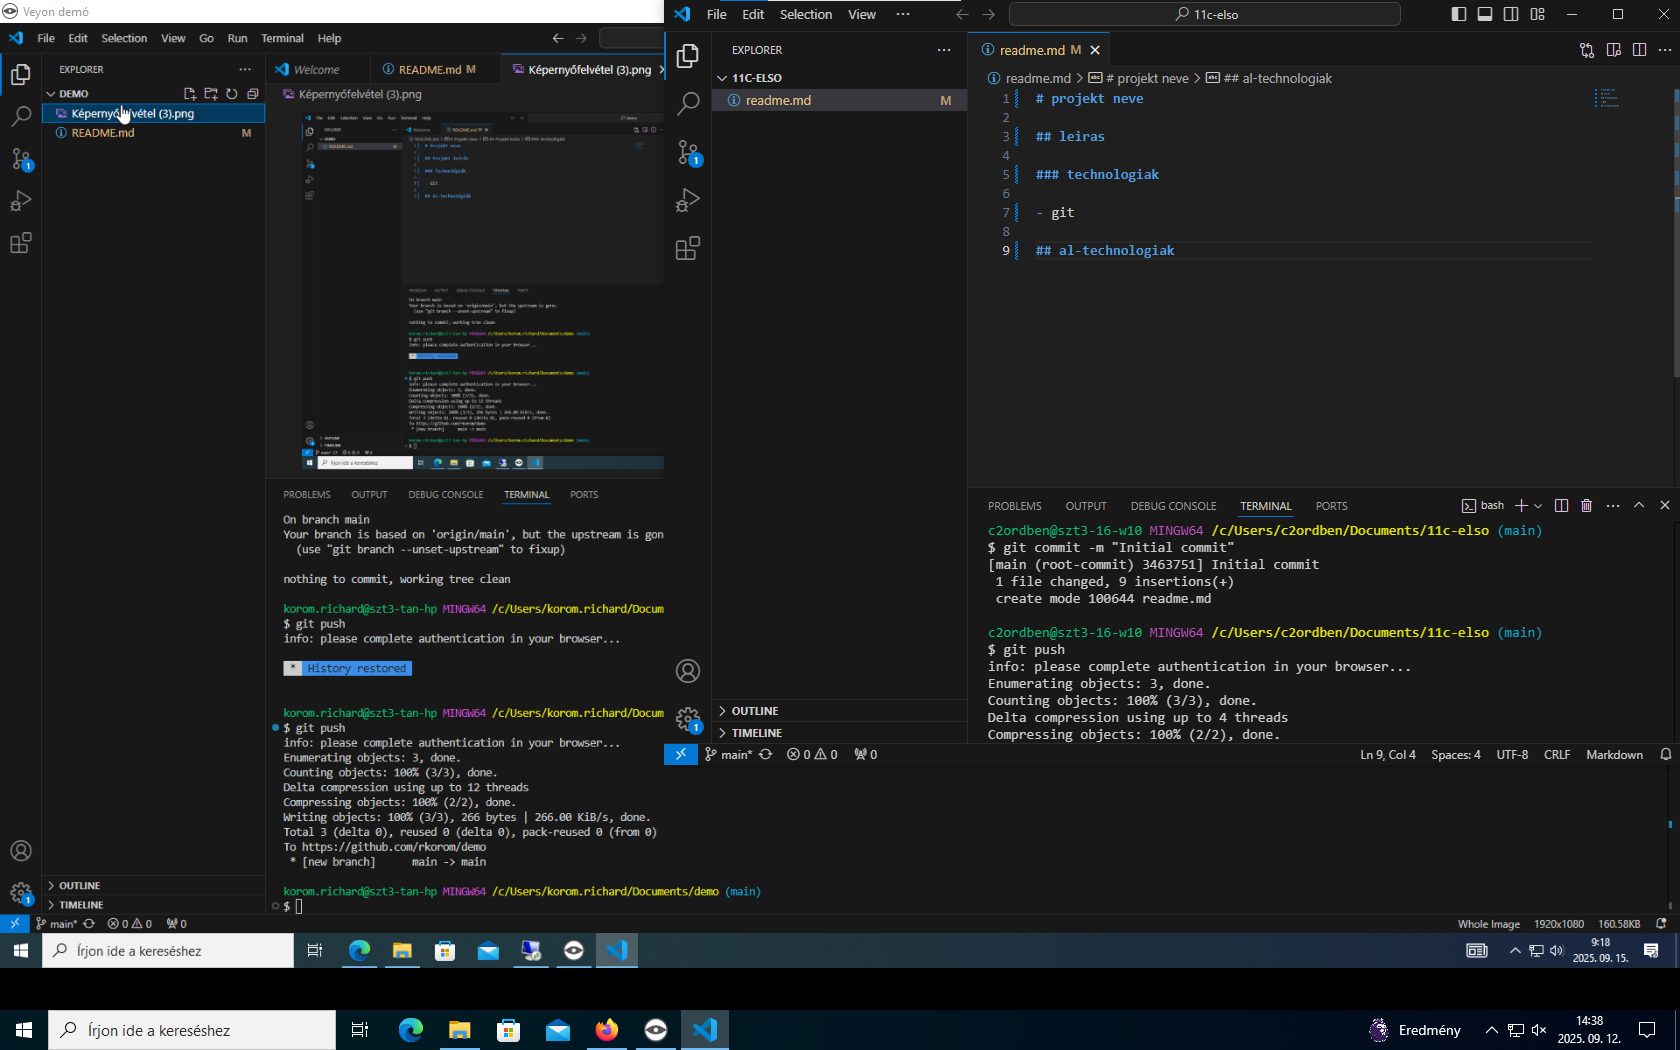 Veyon demó
File Edit Selection View Go Run Terminal Help
EXPLORER
DEMO
Képernyőfelvétel (3).png
README.md M
Welcome README.md M Képernyőfelvétel (3).png
Képernyőfelvétel (3).png
PROBLEMS OUTPUT DEBUG CONSOLE TERMINAL PORTS
On branch main
Your branch is based on 'origin/main', but the upstream is gon
(use "git branch --unset-upstream" to fixup)
nothing to commit, working tree clean
korom.richard@szt3-tan-hp MINGW64 /c/Users/korom.richard/Docum
$ git push
info: please complete authentication in your browser...
* History restored
korom.richard@szt3-tan-hp MINGW64 /c/Users/korom.richard/Docum
$ git push
info: please complete authentication in your browser...
Enumerating objects: 3, done.
Counting objects: 100% (3/3), done.
Delta compression using up to 12 threads
Compressing objects: 100% (2/2), done.
Writing objects: 100% (3/3), 266 bytes | 266.00 KiB/s, done.
Total 3 (delta 0), reused 0 (delta 0), pack-reused 0 (from 0)
To https://github.com/rkorom/demo
* [new branch] main -> main
korom.richard@szt3-tan-hp MINGW64 /c/Users/korom.richard/Documents/demo (main)
$
OUTLINE
TIMELINE
main* 0 0 0
Whole Image 1920x1080 160.58KB
Írjon ide a kereséshez
9:18
2025. 09. 15.
File Edit Selection View ···
11c-elso
EXPLORER
11C-ELSO
readme.md M
readme.md M
readme.md > # projekt neve > ## al-technologiak
1 # projekt neve
2
3 ## leiras
4
5 ### technologiak
6
7 - git
8
9 ## al-technologiak
PROBLEMS OUTPUT DEBUG CONSOLE TERMINAL PORTS
bash
c2ordben@szt3-16-w10 MINGW64 /c/Users/c2ordben/Documents/11c-elso (main)
$ git commit -m "Initial commit"
[main (root-commit) 3463751] Initial commit
1 file changed, 9 insertions(+)
create mode 100644 readme.md
c2ordben@szt3-16-w10 MINGW64 /c/Users/c2ordben/Documents/11c-elso (main)
$ git push
info: please complete authentication in your browser...
Enumerating objects: 3, done.
Counting objects: 100% (3/3), done.
Delta compression using up to 4 threads
Compressing objects: 100% (2/2), done.
OUTLINE
TIMELINE
main* 0 0 0
Ln 9, Col 4 Spaces: 4 UTF-8 CRLF Markdown
Írjon ide a kereséshez
Eredmény
14:38
2025. 09. 12.